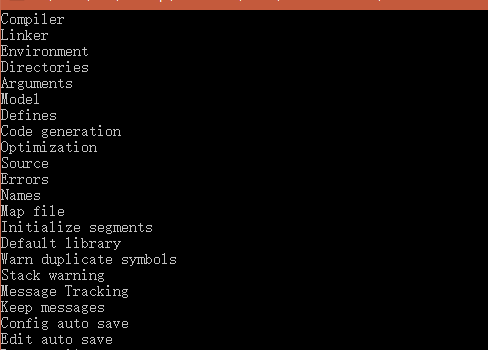 Compiler
Linker
Environment
Directories
Arguments
Model
Defines
Code generation
Optimization
Source
Errors
Names
Map file
Initialize segments
Default library
Warn duplicate symbols
Stack warning
Message Tracking
Keep messages
Config auto save
Edit auto save